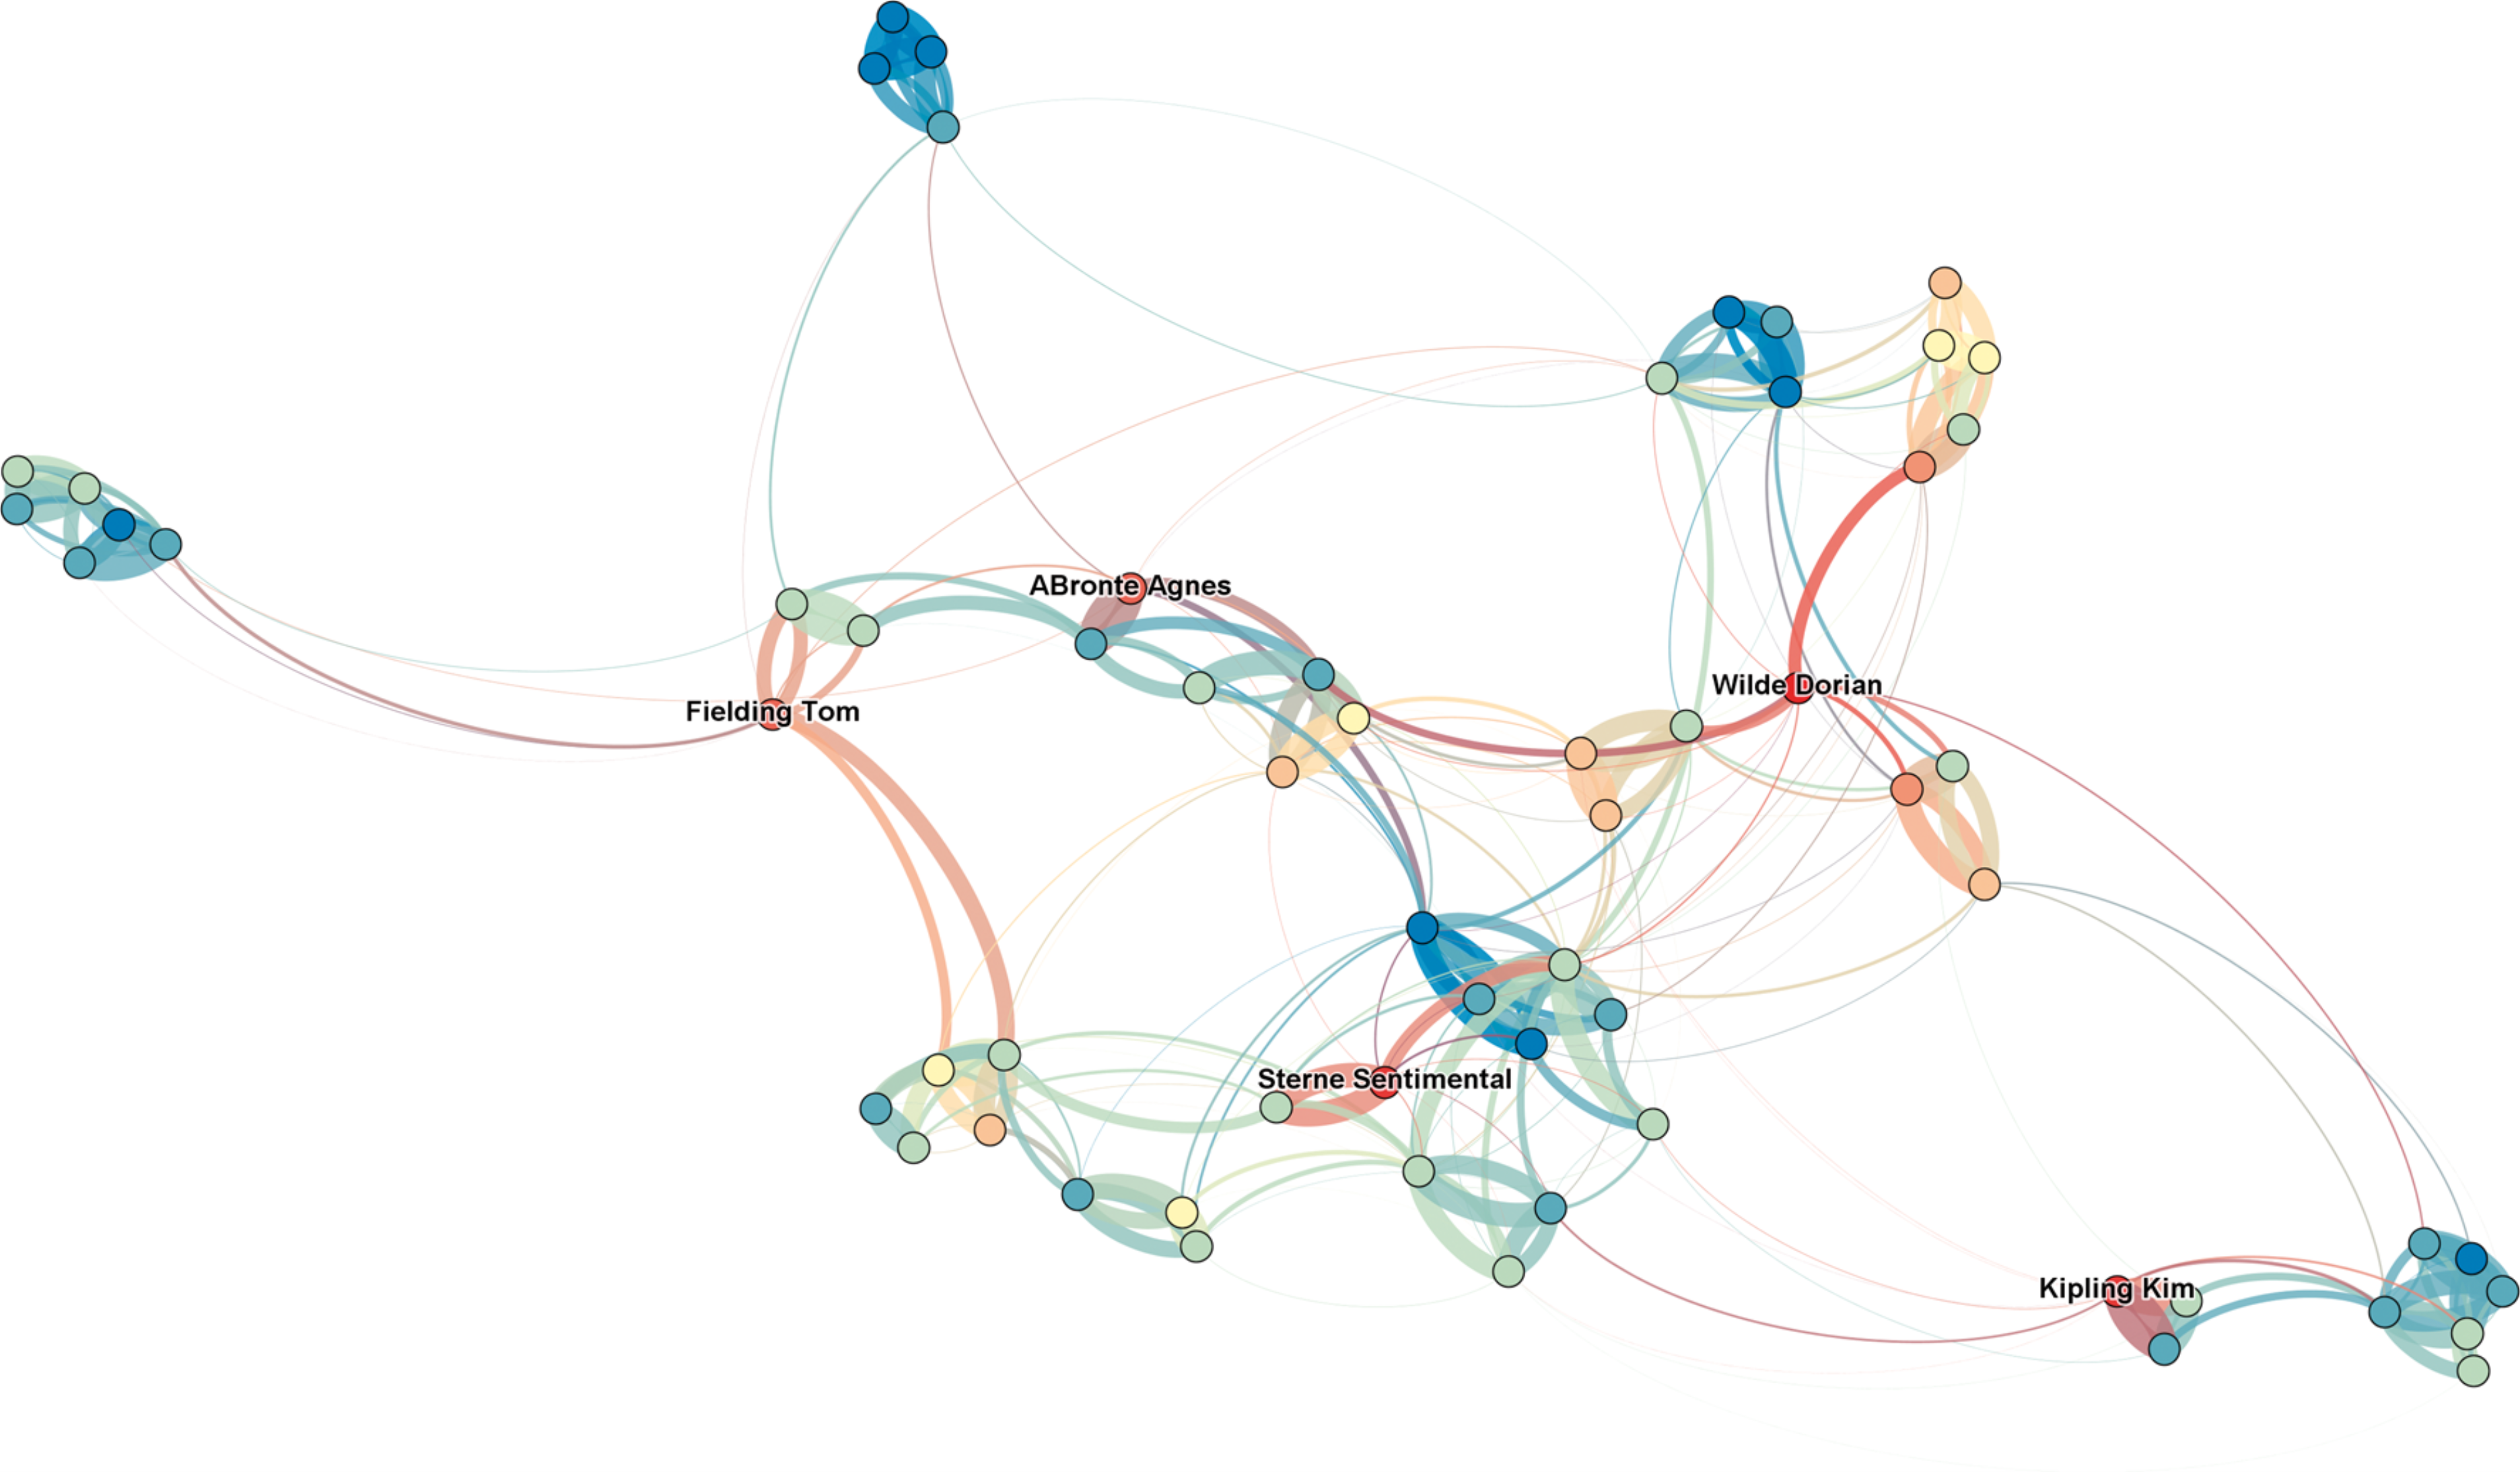 ABronte Agnes
Wilde Dorian
Fielding Tom
Sterne Sentimental
Kipling Kim